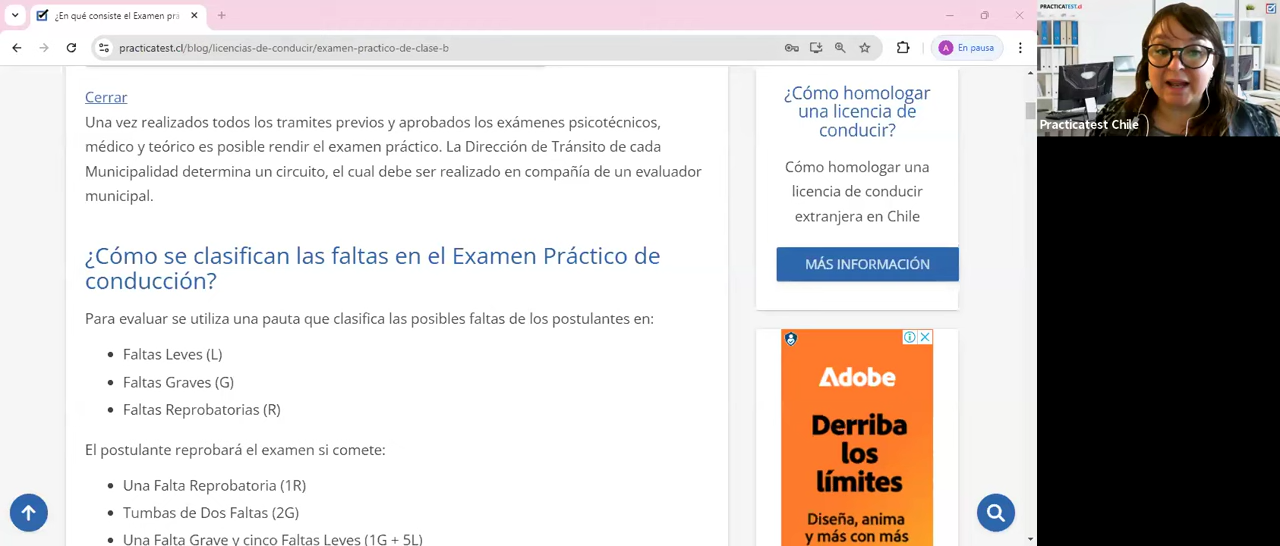 ¿En qué consiste el Examen pra
practicatest.cl/blog/licencias-de-conducir/examen-practico-de-clase-b
A
En pausa
PRACTICATEST.cl
Practicatest Chile
Cerrar
Una vez realizados todos los tramites previos y aprobados los exámenes psicotécnicos,
médico y teórico es posible rendir el examen práctico. La Dirección de Tránsito de cada
Municipalidad determina un circuito, el cual debe ser realizado en compañía de un evaluador
municipal.
¿Cómo se clasifican las faltas en el Examen Práctico de
conducción?
Para evaluar se utiliza una pauta que clasifica las posibles faltas de los postulantes en:
Faltas Leves (L)
Faltas Graves (G)
Faltas Reprobatorias (R)
El postulante reprobará el examen si comete:
Una Falta Reprobatoria (1R)
Tumbas de Dos Faltas (2G)
Una Falta Grave y cinco Faltas Leves (1G + 5L)
¿Cómo homologar
una licencia de
conducir?
Cómo homologar una
licencia de conducir
extranjera en Chile
MÁS INFORMACIÓN
Adobe
Derriba
los
límites
Diseña, anima
y más con más